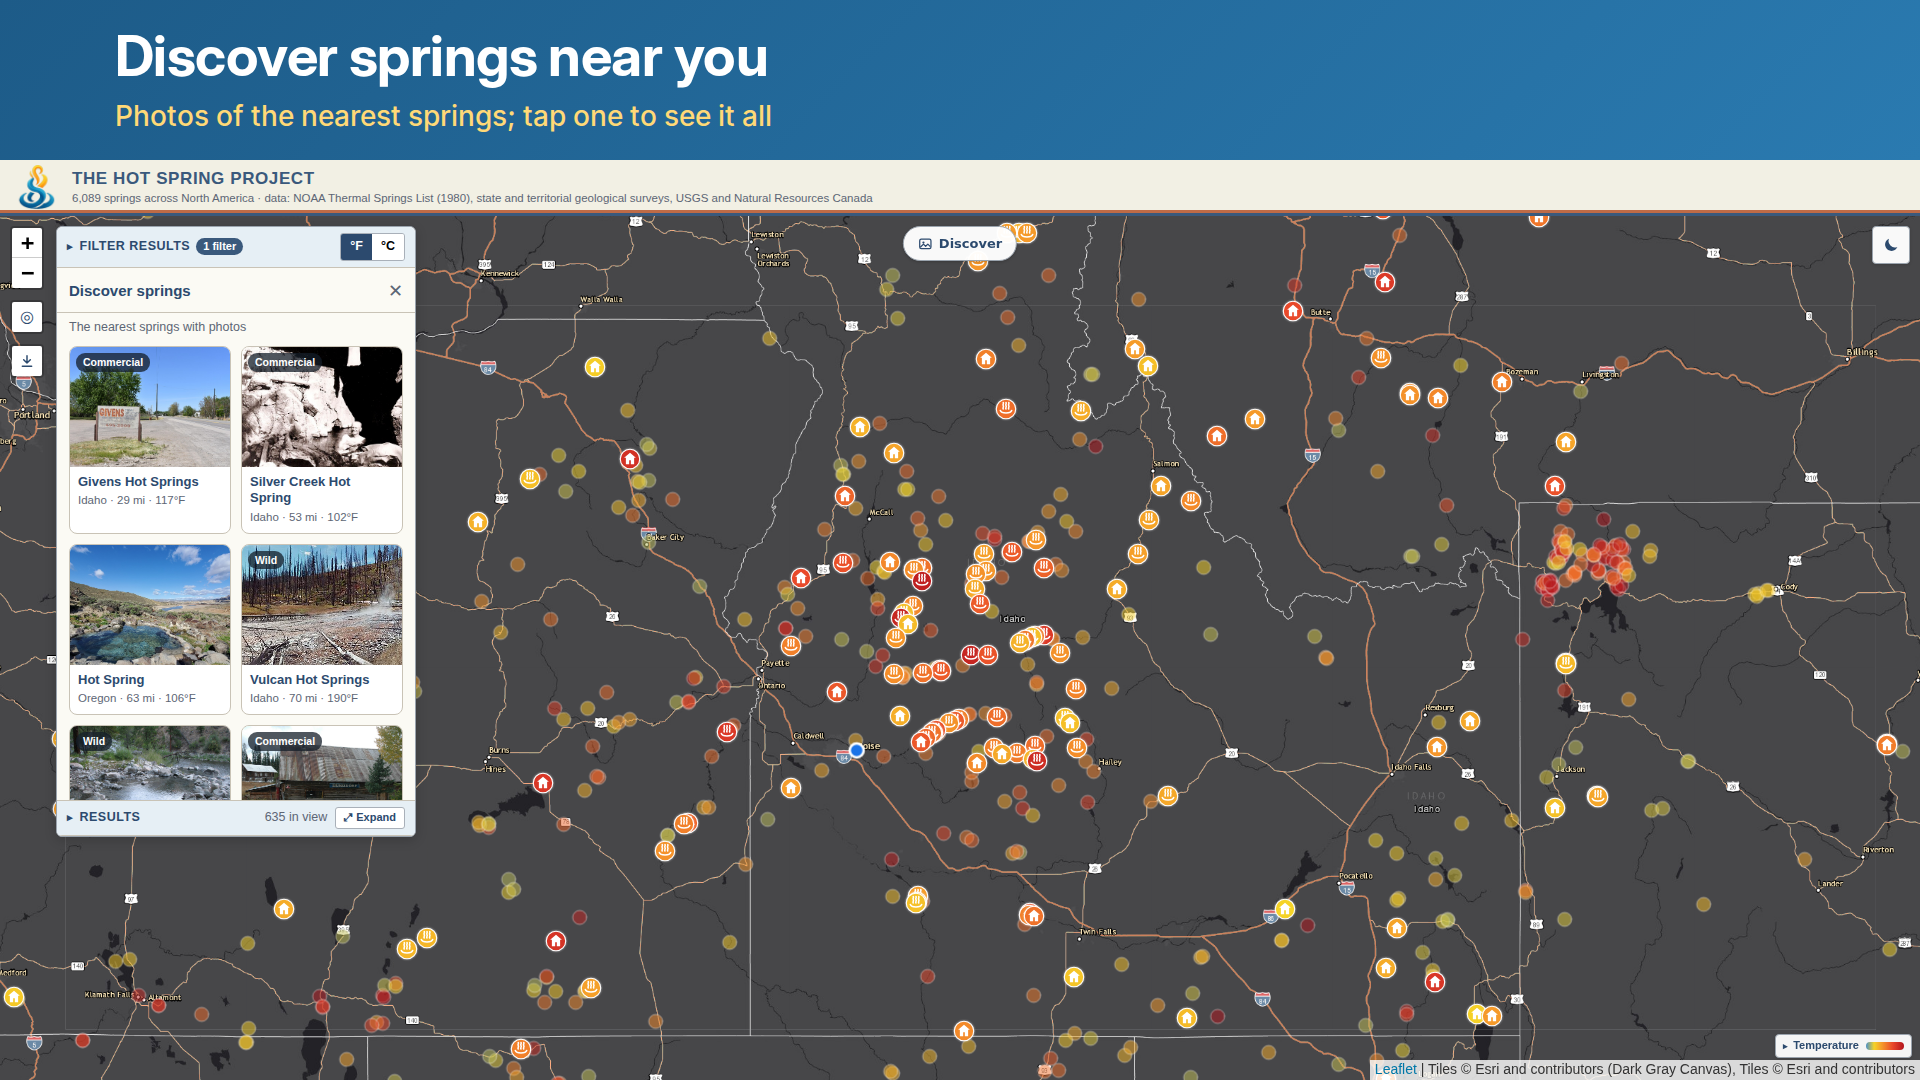 Discover springs near you
Photos of the nearest springs; tap one to see it all
THE HOT SPRING PROJECT
6,089 springs across North America · data: NOAA Thermal Springs List (1980), state and territorial geological surveys, USGS and Natural Resources Canada
+
−
▸ FILTER RESULTS 1 filter °F °C
Discover springs ✕
The nearest springs with photos
Commercial
GIVENS
Givens Hot Springs
Idaho · 29 mi · 117°F
Commercial
Silver Creek Hot
Spring
Idaho · 53 mi · 102°F
Hot Spring
Oregon · 63 mi · 106°F
Wild
Vulcan Hot Springs
Idaho · 70 mi · 190°F
Wild
Commercial
▸ RESULTS 635 in view Expand
Discover
Lewiston
Lewiston
Orchards
Kennewick
Walla Walla
Butte
Billings
Bozeman
Livingston
Portland
Salmon
McCall
Baker City
Cody
Idaho
Payette
Ontario
Rexburg
Caldwell
Burns
Hines
Hailey
Idaho Falls
Jackson
IDAHO
Idaho
Riverton
Lander
Pocatello
Twin Falls
Medford
Klamath Falls
Altamont
▸ Temperature
Leaflet | Tiles © Esri and contributors (Dark Gray Canvas), Tiles © Esri and contributors